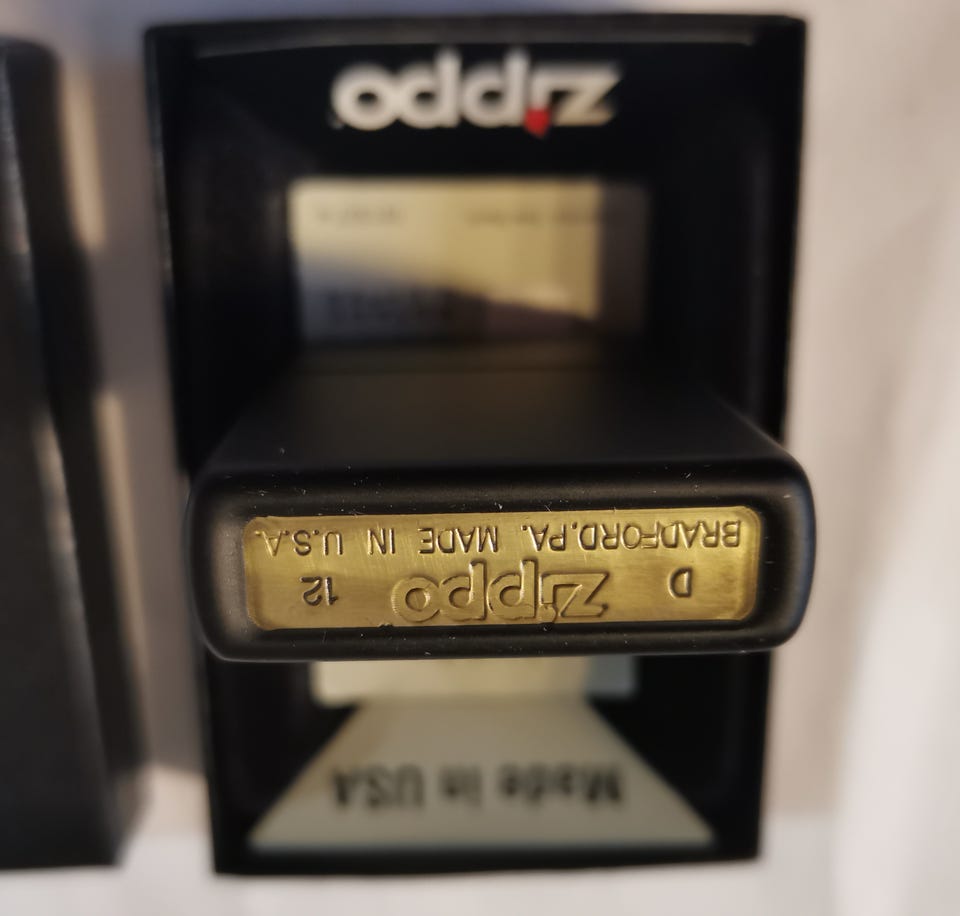 Made in USA
D Zippo 12
BRADFORD,PA. MADE IN U.S.A.
Zippo